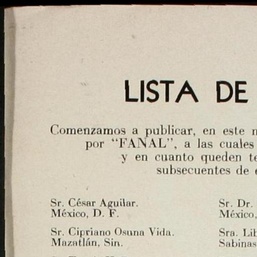 LISTA DE
Comenzamos a publicar, en este
por "FANAL", a las cuales
y en cuanto queden
subsecuentes de
Sr. César Aguilar.
México, D. F.
Sr. Cipriano Osuna Vida.
Mazatlán, Sin.
Sr. Dr.
México,
Sra. Lib
Sabinas